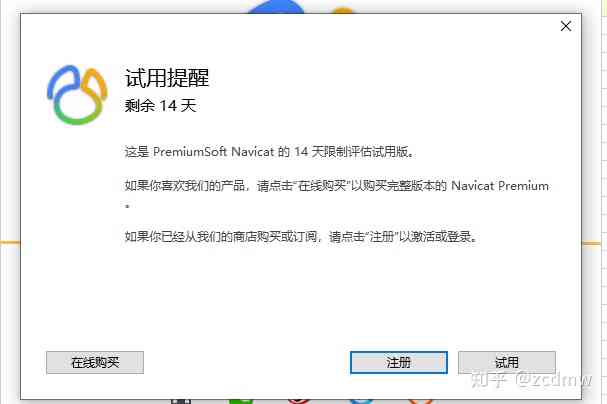 试用提醒
剩余 14 天
这是 PremiumSoft Navicat 的 14 天限制评估试用版。
如果你喜欢我们的产品，请点击“在线购买”以购买完整版本的 Navicat Premium
。
如果你已经从我们的商店购买或订阅，请点击“注册”以激活或登录。
在线购买
注册
试用
知乎 @zcdmw